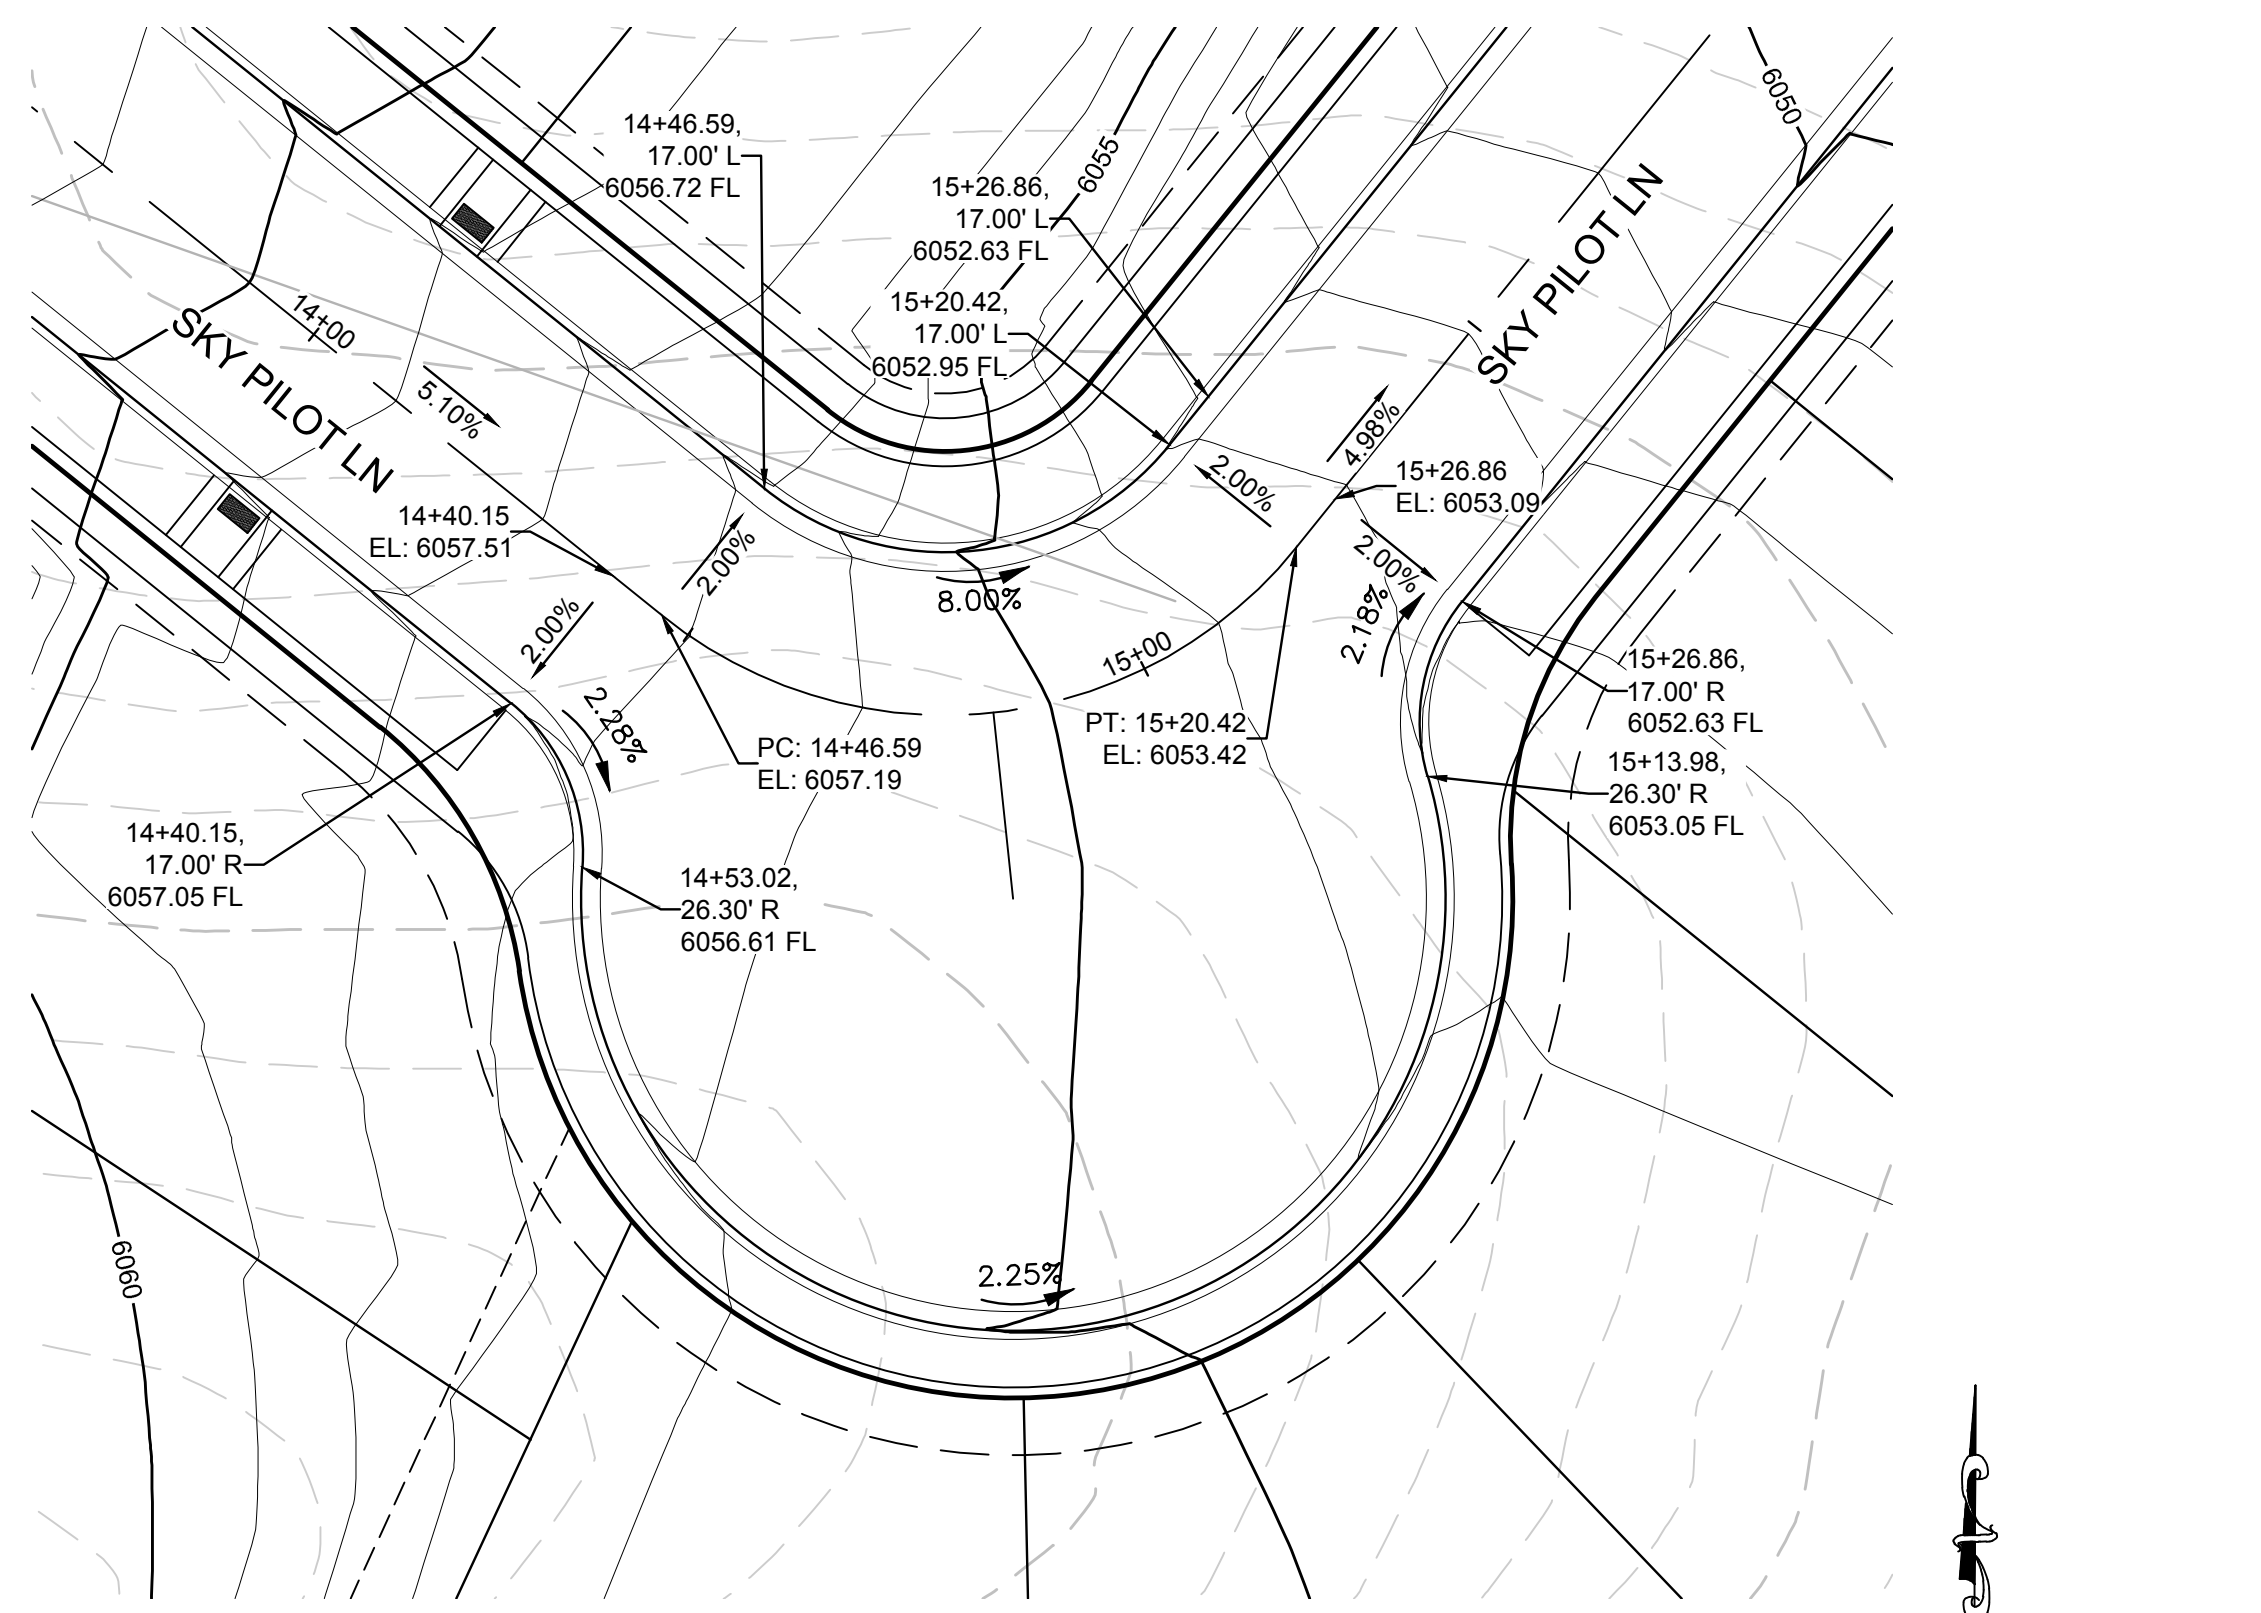 6050
14+46.59,
17.00' L
6056.72 FL
6055
15+26.86,
17.00' L
6052.63 FL
SKY PILOT LN
15+20.42,
17.00' L
6052.95 FL
14+00
SKY PILOT LN
5.10%
4.98%
15+26.86
EL: 6053.09
2.00%
14+40.15
EL: 6057.51
2.00%
2.00%
8.00%
2.00%
2.18%
15+00
15+26.86,
17.00' R
6052.63 FL
2.28%
PC: 14+46.59
EL: 6057.19
PT: 15+20.42
EL: 6053.42
15+13.98,
26.30' R
6053.05 FL
14+40.15,
17.00' R
6057.05 FL
14+53.02,
26.30' R
6056.61 FL
6060
2.25%